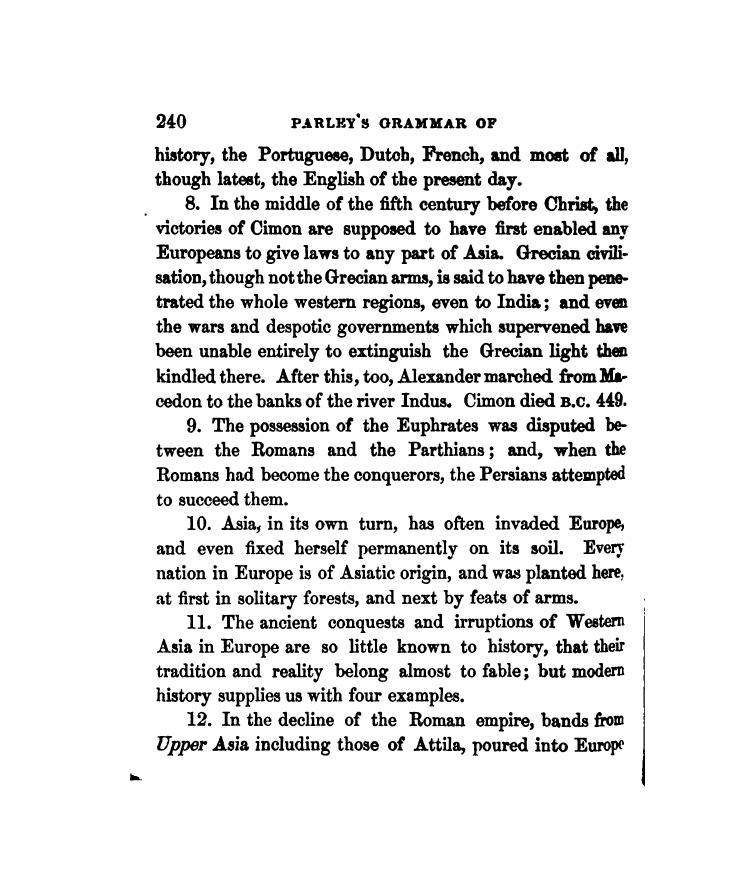 240 PARLEY'S GRAMMAR OF
history, the Portuguese, Dutch, French, and most of all,
though latest, the English of the present day.
8. In the middle of the fifth century before Christ, the
victories of Cimon are supposed to have first enabled any
Europeans to give laws to any part of Asia. Grecian civili-
sation, though not the Grecian arms, is said to have then pene-
trated the whole western regions, even to India; and even
the wars and despotic governments which supervened have
been unable entirely to extinguish the Grecian light then
kindled there. After this, too, Alexander marched from Ma-
cedon to the banks of the river Indus. Cimon died B.C. 449.
9. The possession of the Euphrates was disputed be-
tween the Romans and the Parthians; and, when the
Romans had become the conquerors, the Persians attempted
to succeed them.
10. Asia, in its own turn, has often invaded Europe,
and even fixed herself permanently on its soil. Every
nation in Europe is of Asiatic origin, and was planted here,
at first in solitary forests, and next by feats of arms.
11. The ancient conquests and irruptions of Western
Asia in Europe are so little known to history, that their
tradition and reality belong almost to fable; but modern
history supplies us with four examples.
12. In the decline of the Roman empire, bands from
Upper Asia including those of Attila, poured into Europe